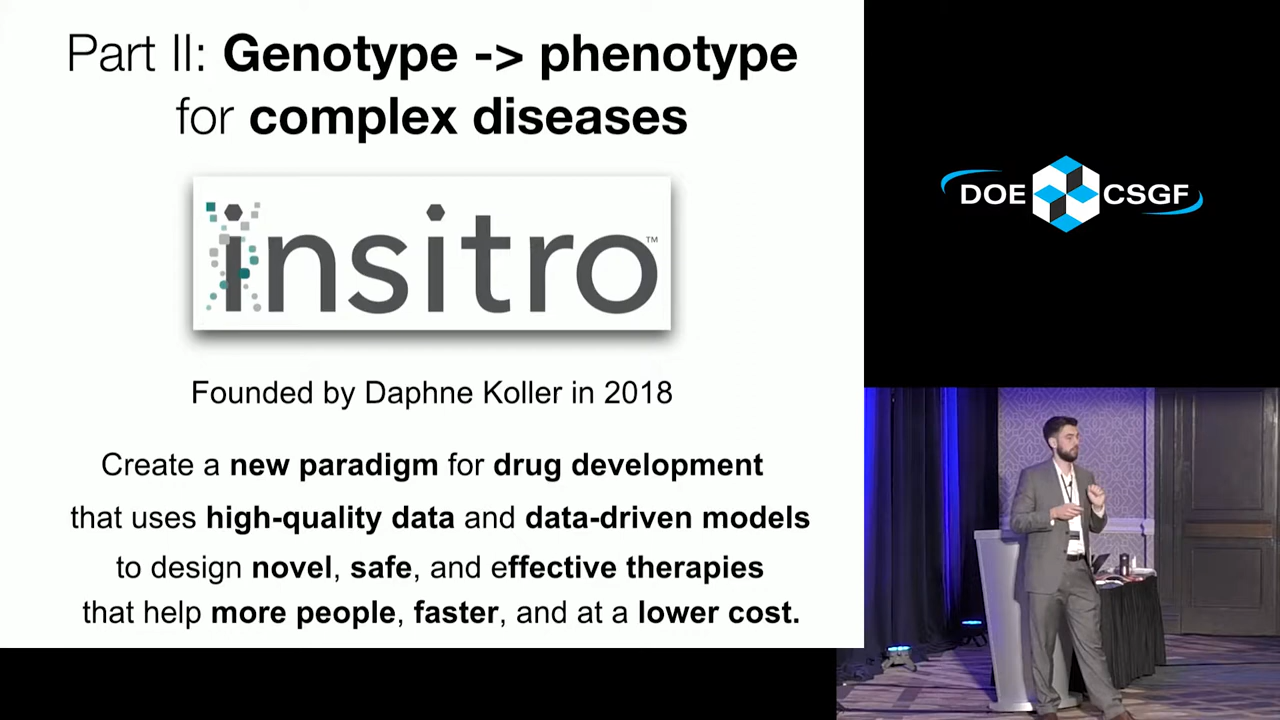 Part II: Genotype -> phenotype
for complex diseases
insitro™
Founded by Daphne Koller in 2018
Create a new paradigm for drug development
that uses high-quality data and data-driven models
to design novel, safe, and effective therapies
that help more people, faster, and at a lower cost.
DOE CSGF